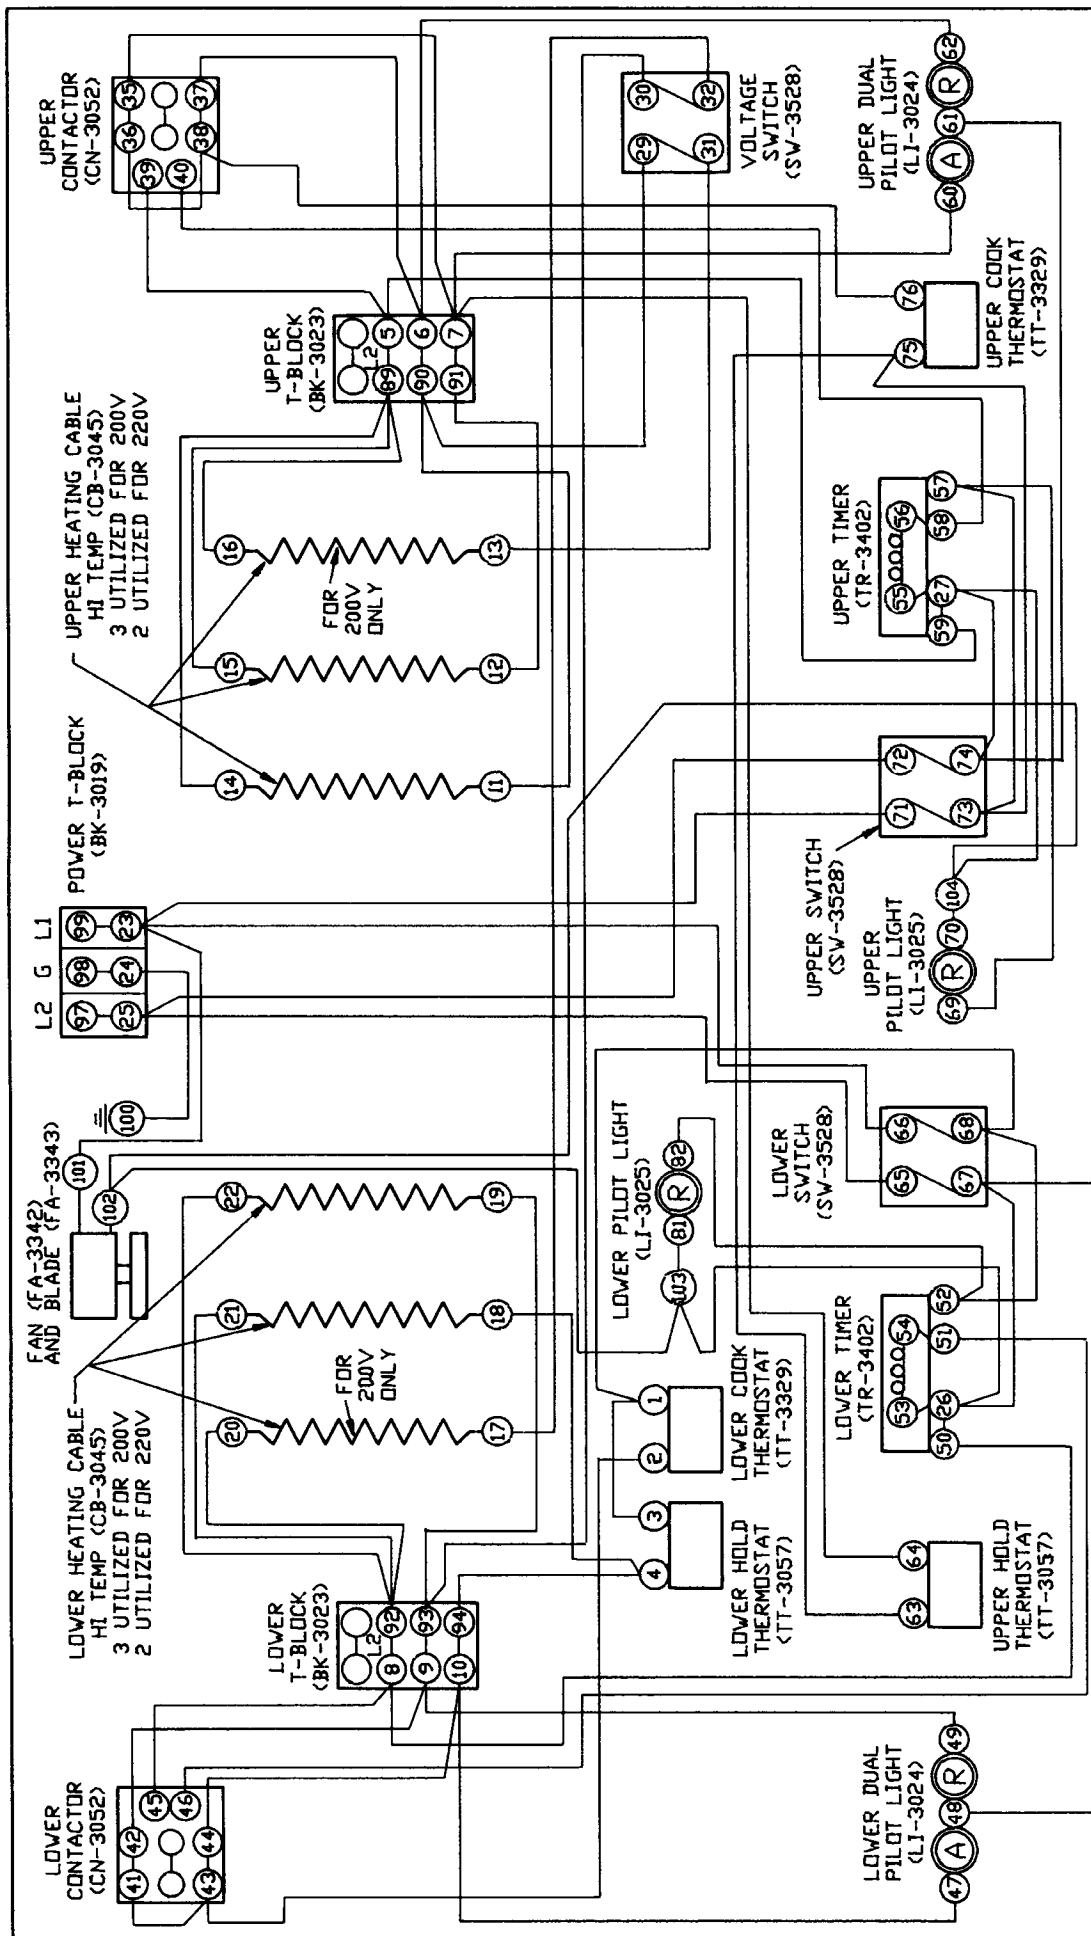 LOWER
CONTACTOR
(CN-3052)
41
42
43
44
45
46
LOWER HEATING CABLE
HI TEMP (CB-3045)
3 UTILIZED FOR 200V
2 UTILIZED FOR 220V
LOWER
T-BLOCK
(BK-3023)
L2
8
92
9
93
10
94
20
21
22
FOR
200V
ONLY
17
18
19
FAN (FA-3342)
AND BLADE (FA-3343)
101
102
100
L2 G L1
97
98
99
25
24
23
POWER T-BLOCK
(BK-3019)
UPPER HEATING CABLE
HI TEMP (CB-3045)
3 UTILIZED FOR 200V
2 UTILIZED FOR 220V
14
15
16
FOR
200V
ONLY
11
12
13
UPPER
T-BLOCK
(BK-3023)
L2
89
5
90
6
91
7
UPPER
CONTACTOR
(CN-3052)
39
40
36
35
38
37
29
30
31
32
VOLTAGE
SWITCH
(SW-3528)
4
3
LOWER HOLD
THERMOSTAT
(TT-3057)
2
1
LOWER COOK
THERMOSTAT
(TT-3329)
LOWER PILOT LIGHT
(LI-3025)
103
81
R
82
LOWER DUAL
PILOT LIGHT
(LI-3024)
47
A
48
R
49
63
64
UPPER HOLD
THERMOSTAT
(TT-3057)
LOWER TIMER
(TR-3402)
53
54
50
26
51
52
LOWER
SWITCH
(SW-3528)
65
66
67
68
UPPER SWITCH
(SW-3528)
UPPER
PILOT LIGHT
(LI-3025)
69
R
70
104
71
72
73
74
UPPER TIMER
(TR-3402)
55
56
59
27
58
57
75
76
UPPER COOK
THERMOSTAT
(TT-3329)
UPPER DUAL
PILOT LIGHT
(LI-3024)
60
A
61
R
62